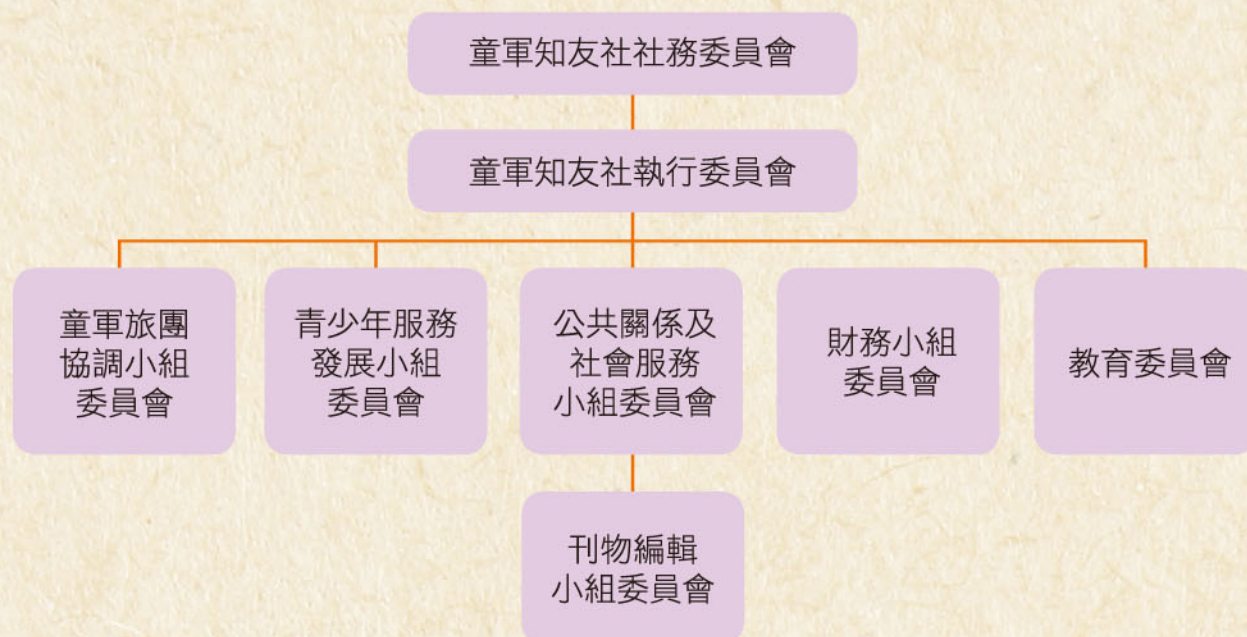 童軍知友社社務委員會
童軍知友社執行委員會
童軍旅團
協調小組
委員會
青少年服務
發展小組
委員會
公共關係及
社會服務
小組委員會
財務小組
委員會
教育委員會
刊物編輯
小組委員會